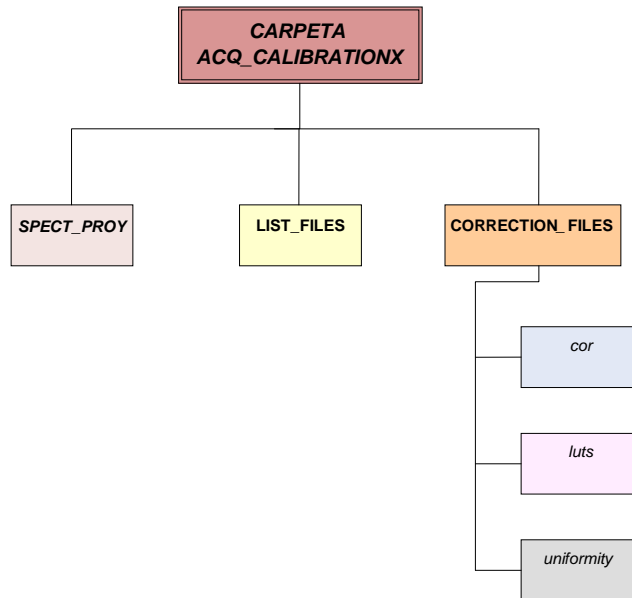 CARPETA
ACQ_CALIBRATIONX
SPECT_PROY
LIST_FILES
CORRECTION_FILES
cor
luts
uniformity